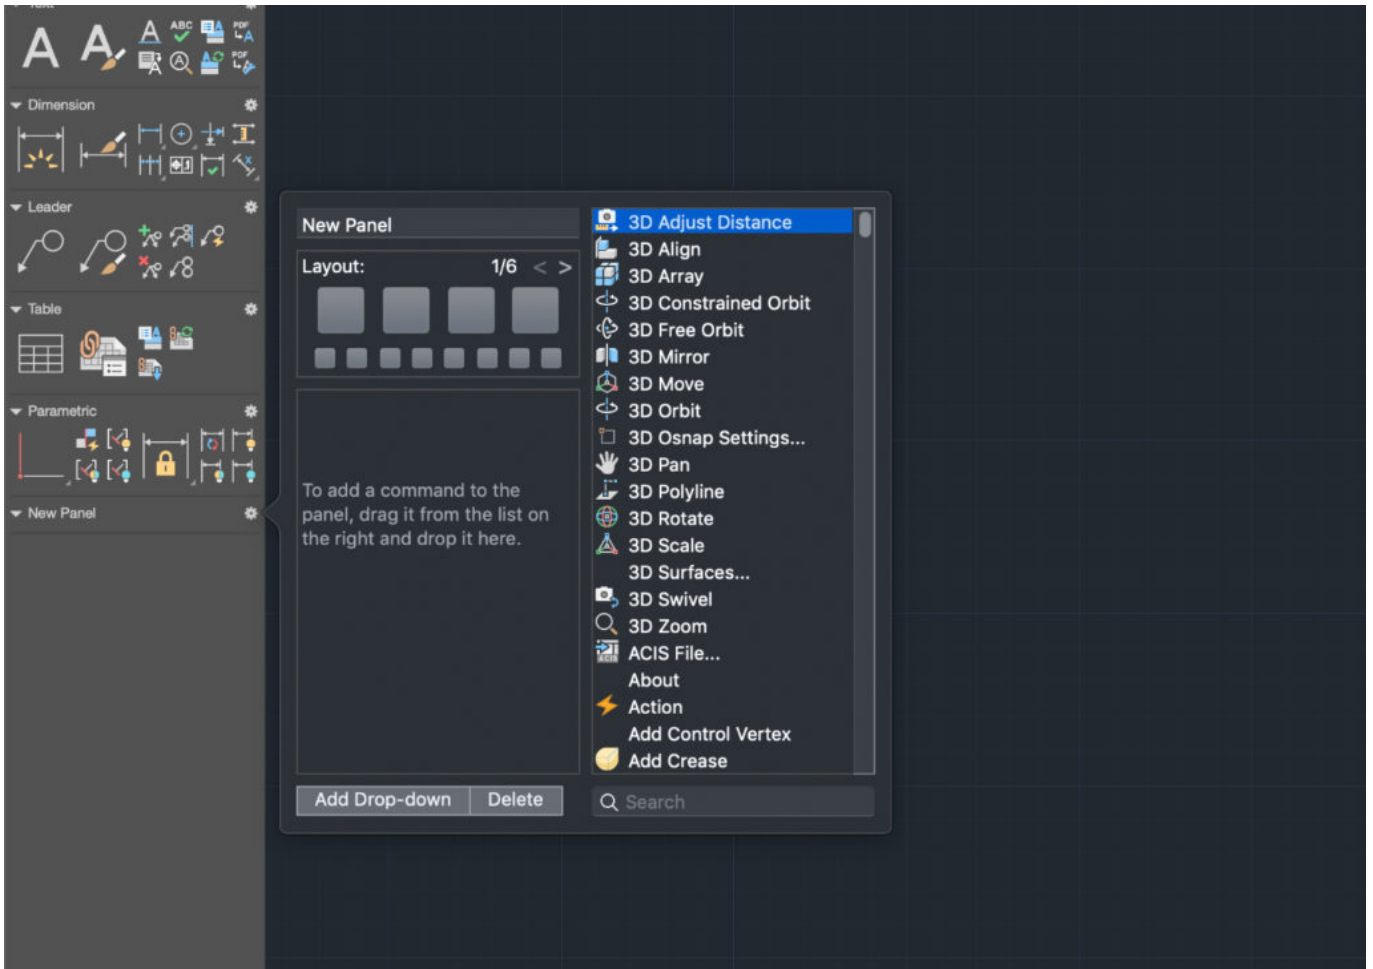 Text
ABC
PDF
A
PDF
Dimension
Leader
Table
Parametric
New Panel
New Panel
Layout: 1/6 < >
To add a command to the
panel, drag it from the list on
the right and drop it here.
Add Drop-down Delete
3D Adjust Distance
3D Align
3D Array
3D Constrained Orbit
3D Free Orbit
3D Mirror
3D Move
3D Orbit
3D Osnap Settings...
3D Pan
3D Polyline
3D Rotate
3D Scale
3D Surfaces...
3D Swivel
3D Zoom
ACIS File...
About
Action
Add Control Vertex
Add Crease
Search